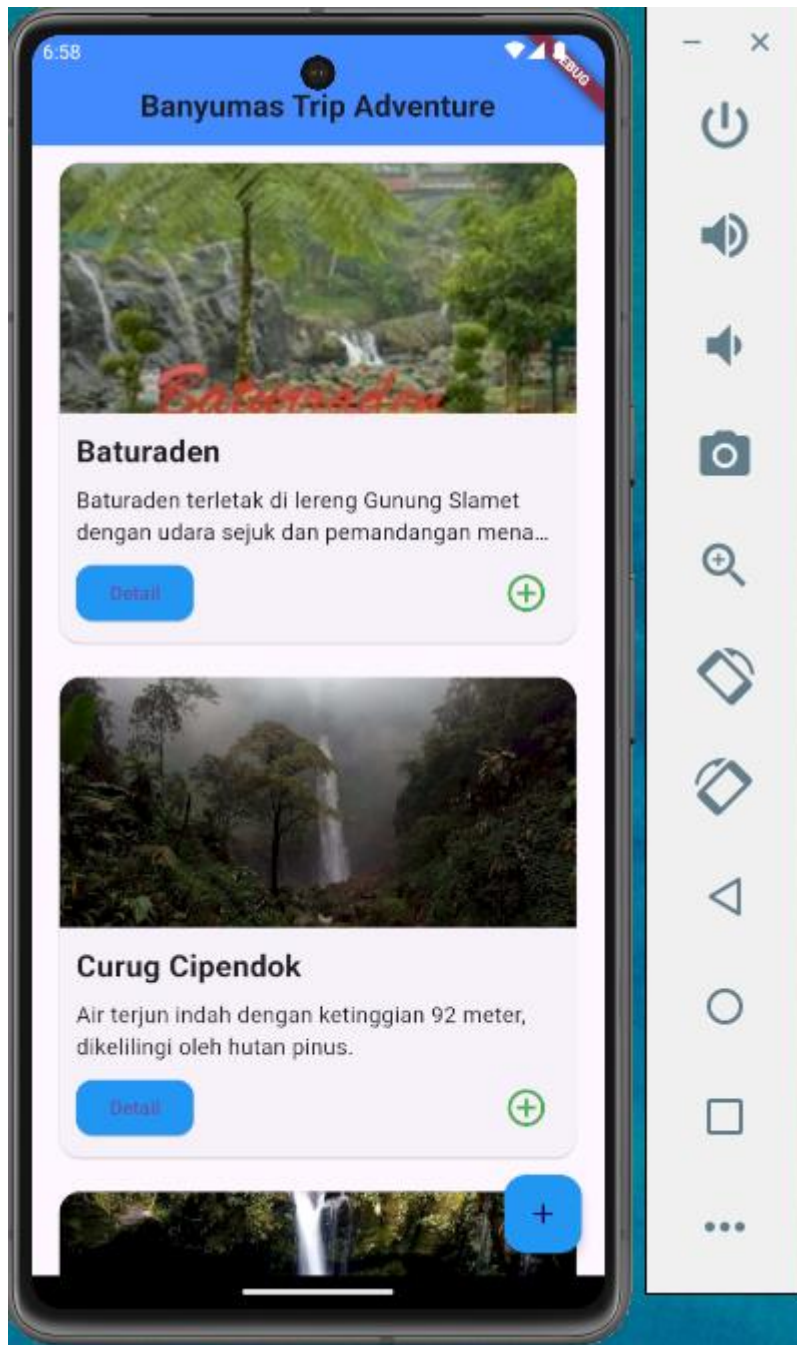 6:58
DEBUG
Banyumas Trip Adventure
Baturraden
Baturaden
Baturaden terletak di lereng Gunung Slamet
dengan udara sejuk dan pemandangan mena...
Detail
Curug Cipendok
Air terjun indah dengan ketinggian 92 meter,
dikelilingi oleh hutan pinus.
Detail